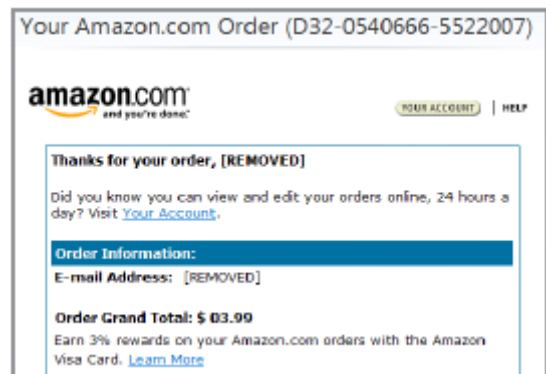 Your Amazon.com Order (D32-0540666-5522007)
amazon.com
and you're done.™
YOUR ACCOUNT | HELP
Thanks for your order, [REMOVED]
Did you know you can view and edit your orders online, 24 hours a
day? Visit Your Account.
Order Information:
E-mail Address: [REMOVED]
Order Grand Total: $ 03.99
Earn 3% rewards on your Amazon.com orders with the Amazon
Visa Card. Learn More